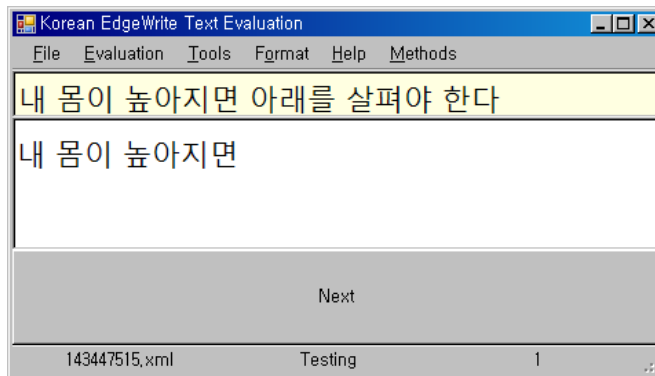 Korean EdgeWrite Text Evaluation
File Evaluation Tools Format Help Methods
내 몸이 높아지면 아래를 살펴야 한다
내 몸이 높아지면
Next
143447515.xml Testing 1